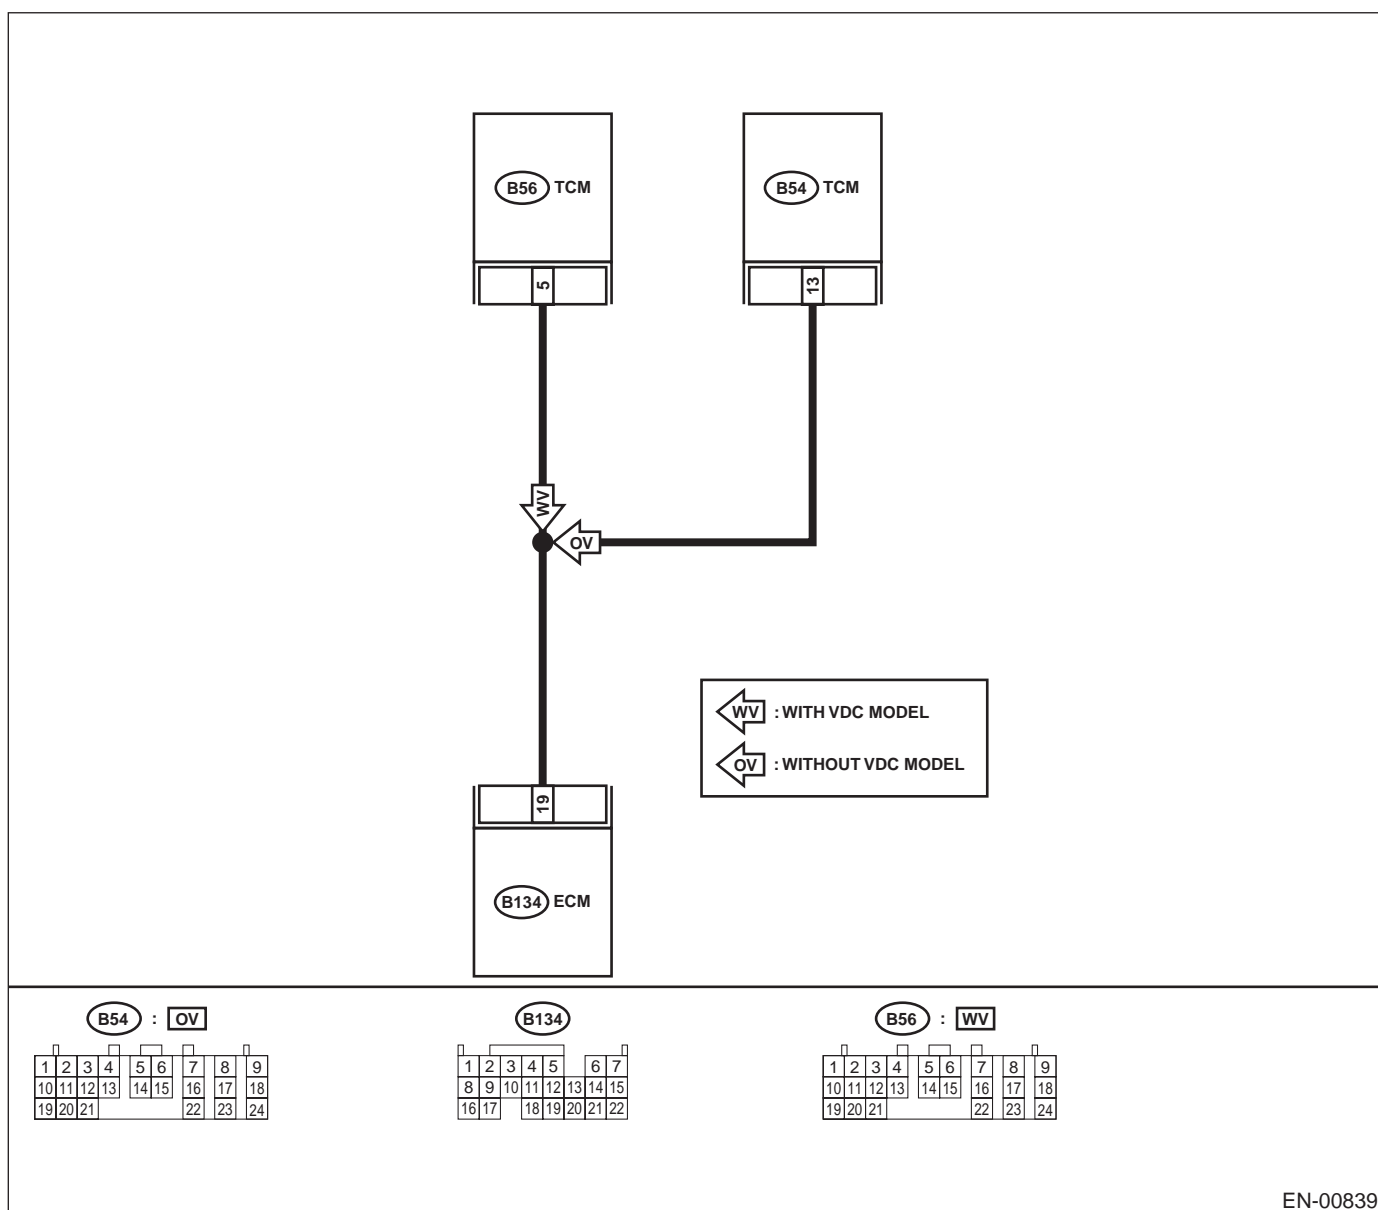 B56 TCM
B54 TCM
5
13
WV
OV
WV : WITH VDC MODEL
OV : WITHOUT VDC MODEL
19
B134 ECM
B54 : OV
1 2 3 4 5 6 7 8 9
10 11 12 13 14 15 16 17 18
19 20 21 22 23 24
B134
1 2 3 4 5 6 7
8 9 10 11 12 13 14 15
16 17 18 19 20 21 22
B56 : WV
1 2 3 4 5 6 7 8 9
10 11 12 13 14 15 16 17 18
19 20 21 22 23 24
EN-00839